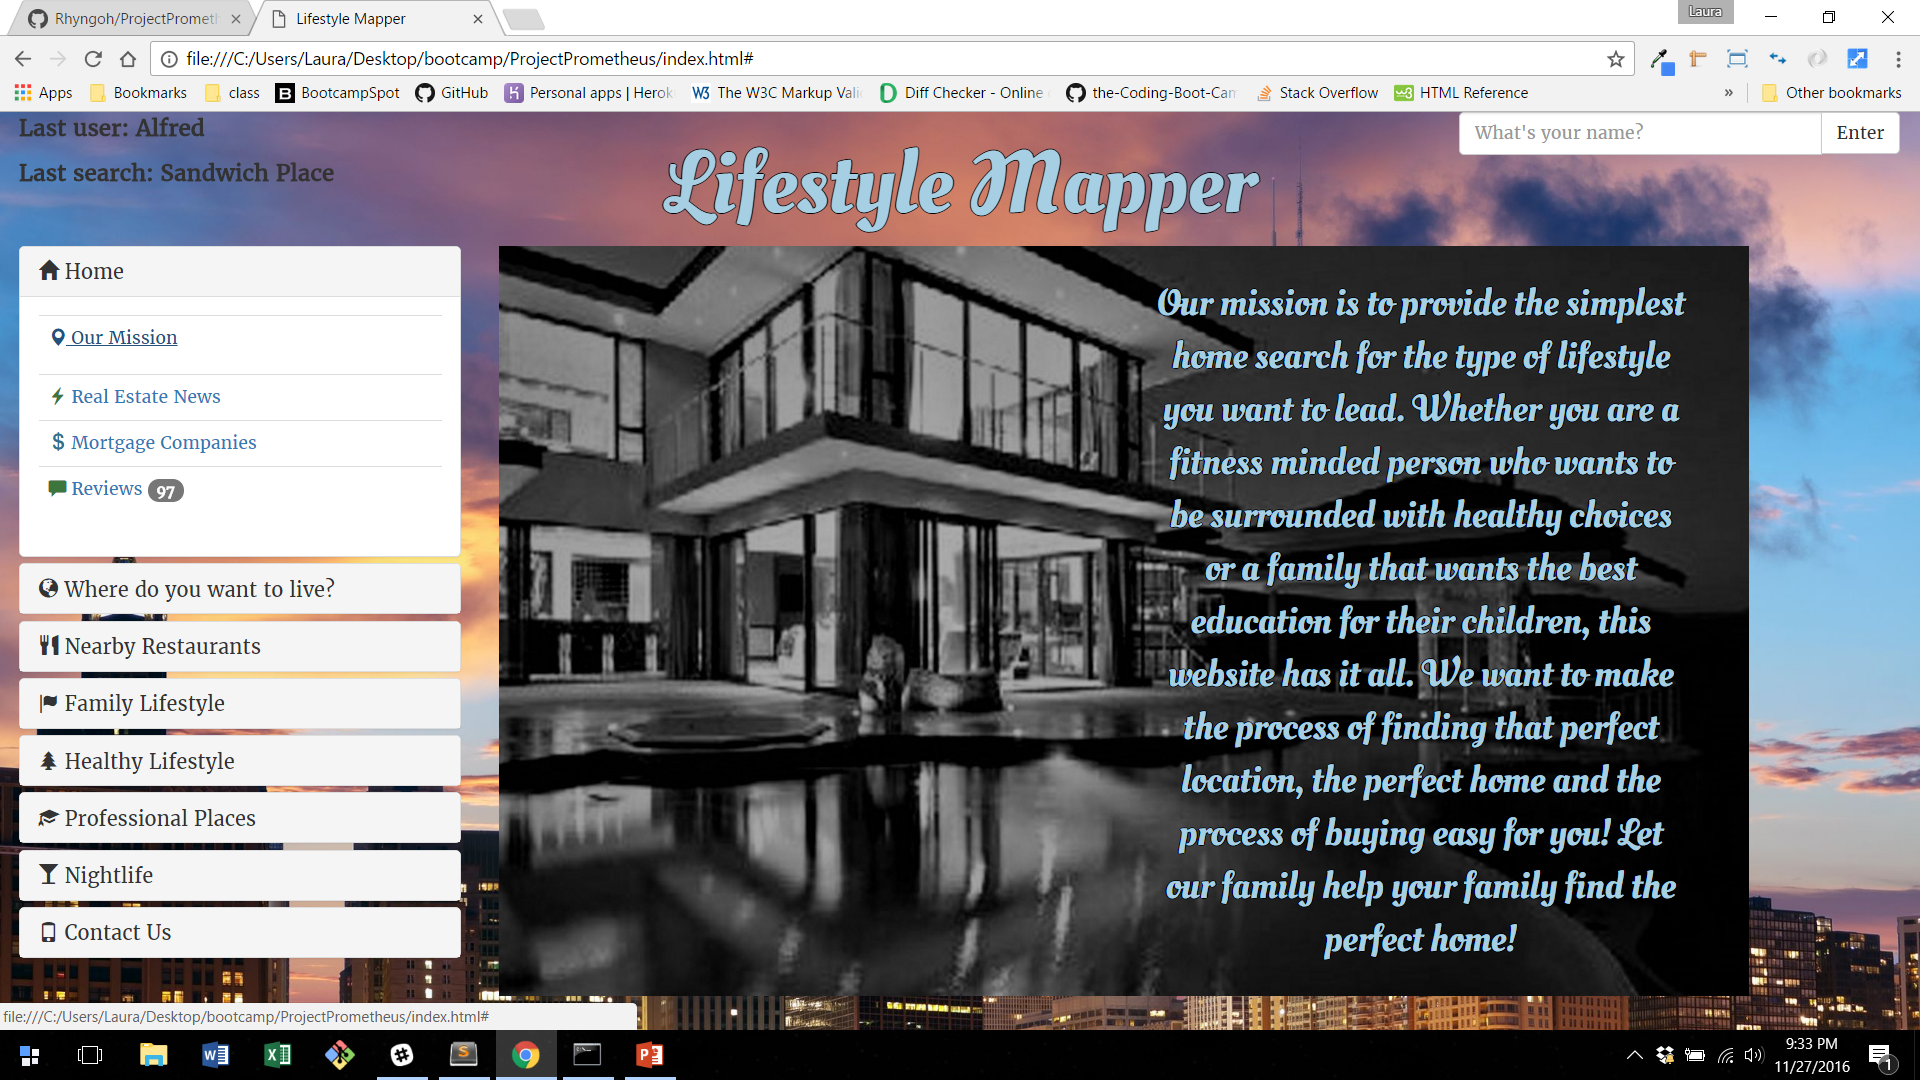 Rhyngoh/ProjectPrometh
Lifestyle Mapper
Laura
file:///C:/Users/Laura/Desktop/bootcamp/ProjectPrometheus/index.html#
Apps
Bookmarks
class
B BootcampSpot
GitHub
Personal apps | Herok
W3 The W3C Markup Vali
Diff Checker - Online
the-Coding-Boot-Cam
Stack Overflow
w3 HTML Reference
»
Other bookmarks
Last user: Alfred
What's your name?
Enter
Last search: Sandwich Place
Lifestyle Mapper
Home
Our Mission
Real Estate News
$ Mortgage Companies
Reviews 97
Where do you want to live?
Nearby Restaurants
Family Lifestyle
Healthy Lifestyle
Professional Places
Nightlife
Contact Us
Our mission is to provide the simplest
home search for the type of lifestyle
you want to lead. Whether you are a
fitness minded person who wants to
be surrounded with healthy choices
or a family that wants the best
education for their children, this
website has it all. We want to make
the process of finding that perfect
location, the perfect home and the
process of buying easy for you! Let
our family help your family find the
perfect home!
file:///C:/Users/Laura/Desktop/bootcamp/ProjectPrometheus/index.html#
9:33 PM
11/27/2016
1